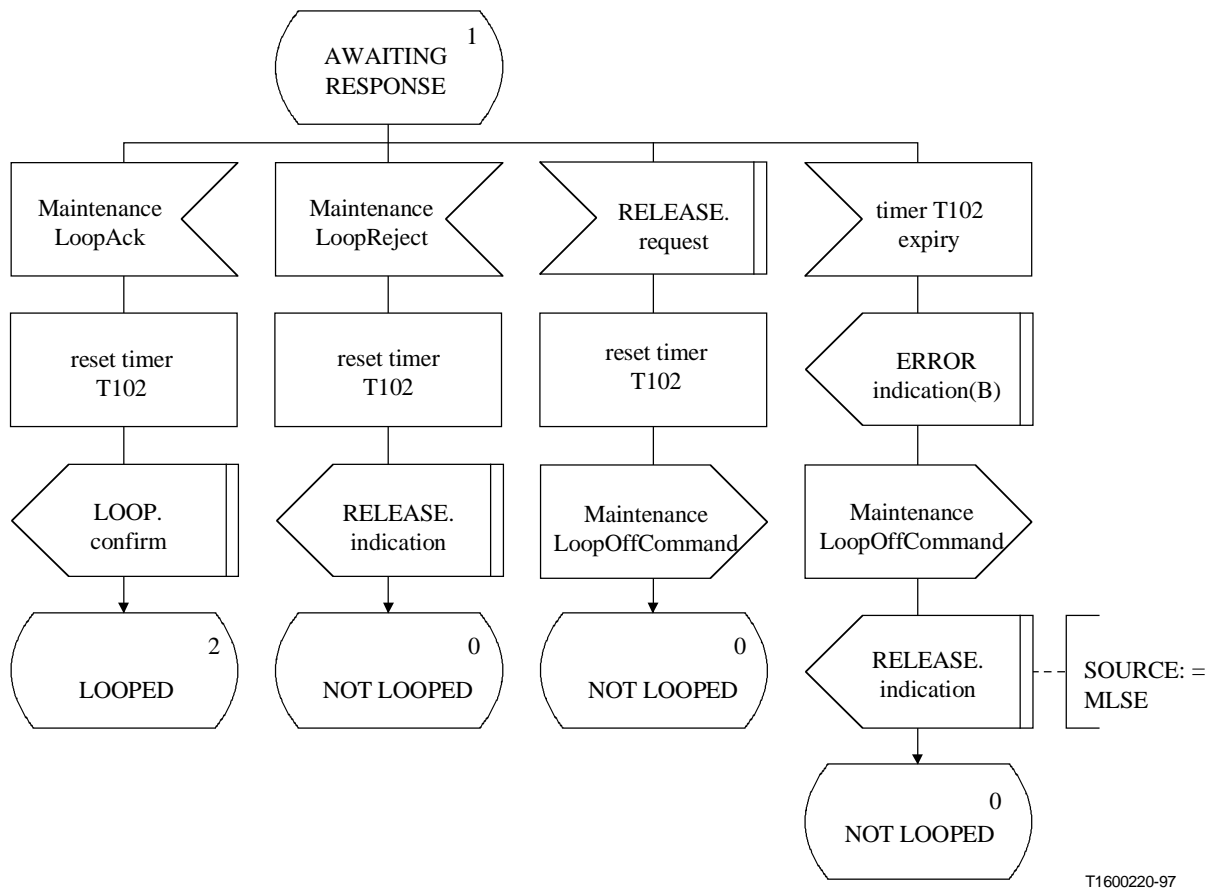 1
AWAITING
RESPONSE
Maintenance
LoopAck
Maintenance
LoopReject
RELEASE.
request
timer T102
expiry
reset timer
T102
reset timer
T102
reset timer
T102
ERROR
indication(B)
LOOP.
confirm
RELEASE.
indication
Maintenance
LoopOffCommand
Maintenance
LoopOffCommand
2
LOOPED
0
NOT LOOPED
0
NOT LOOPED
RELEASE.
indication
SOURCE: =
MLSE
0
NOT LOOPED
T1600220-97